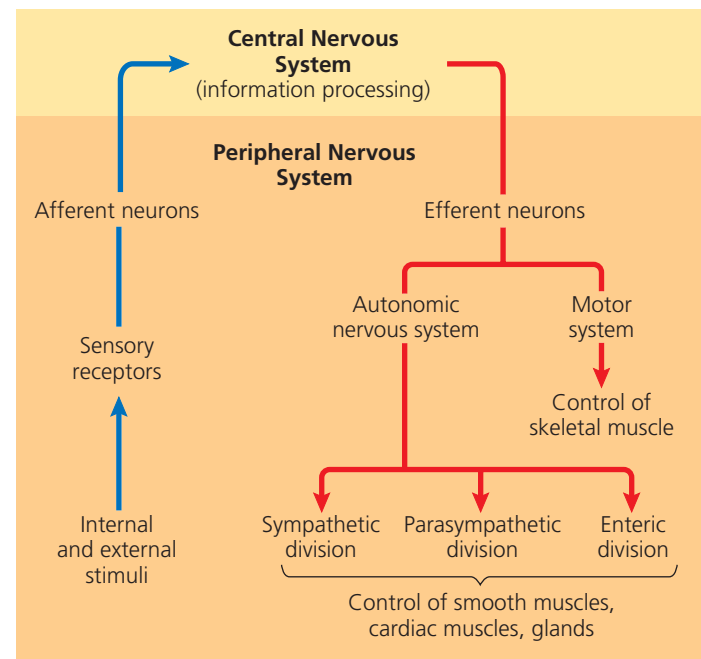 Central Nervous
System
(information processing)
Peripheral Nervous
System
Afferent neurons
Efferent neurons
Autonomic
nervous system
Motor
system
Sensory
receptors
Control of
skeletal muscle
Internal
and external
stimuli
Sympathetic
division
Parasympathetic
division
Enteric
division
Control of smooth muscles,
cardiac muscles, glands